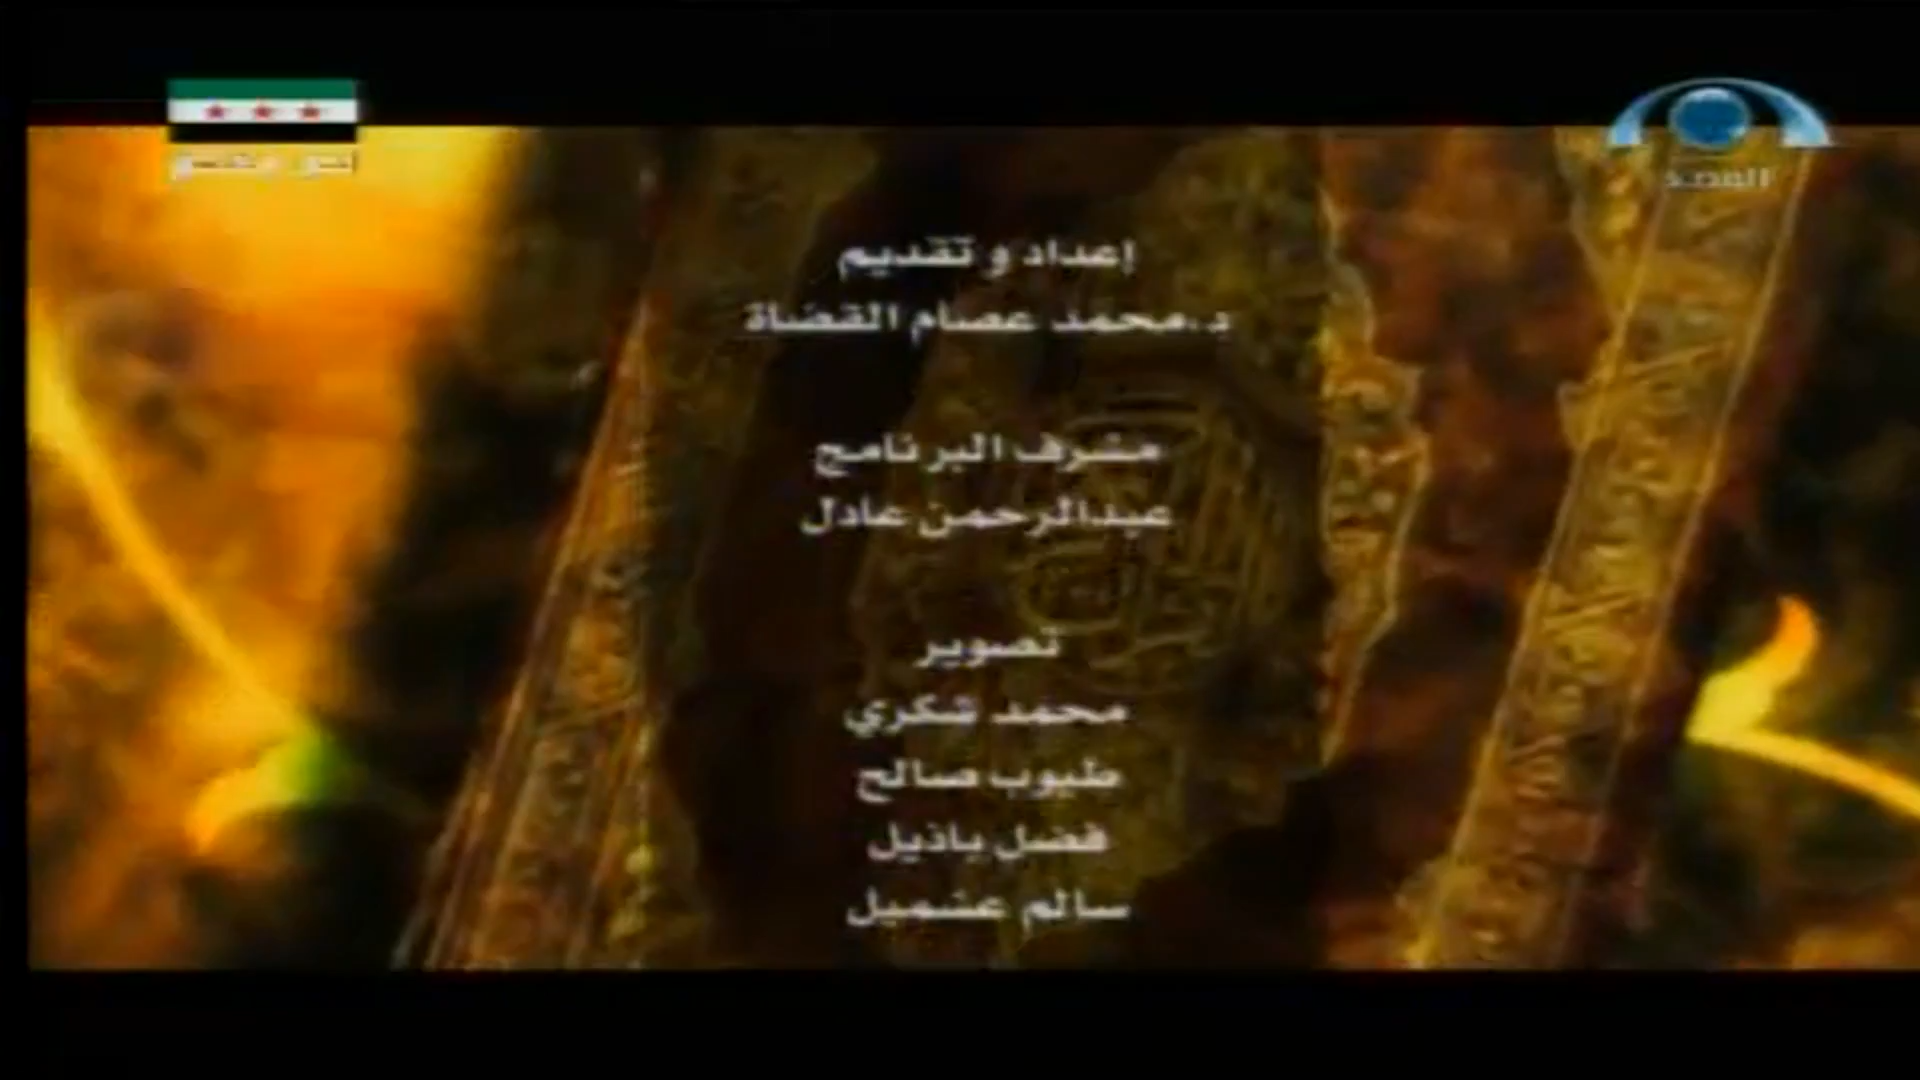 إعداد و تقديم
د.محمد عصام القضاة
مشرف البرنامج
عبدالرحمن عادل
تصوير
محمد شكري
طيوب صالح
فضل باذيل
سالم عشميل